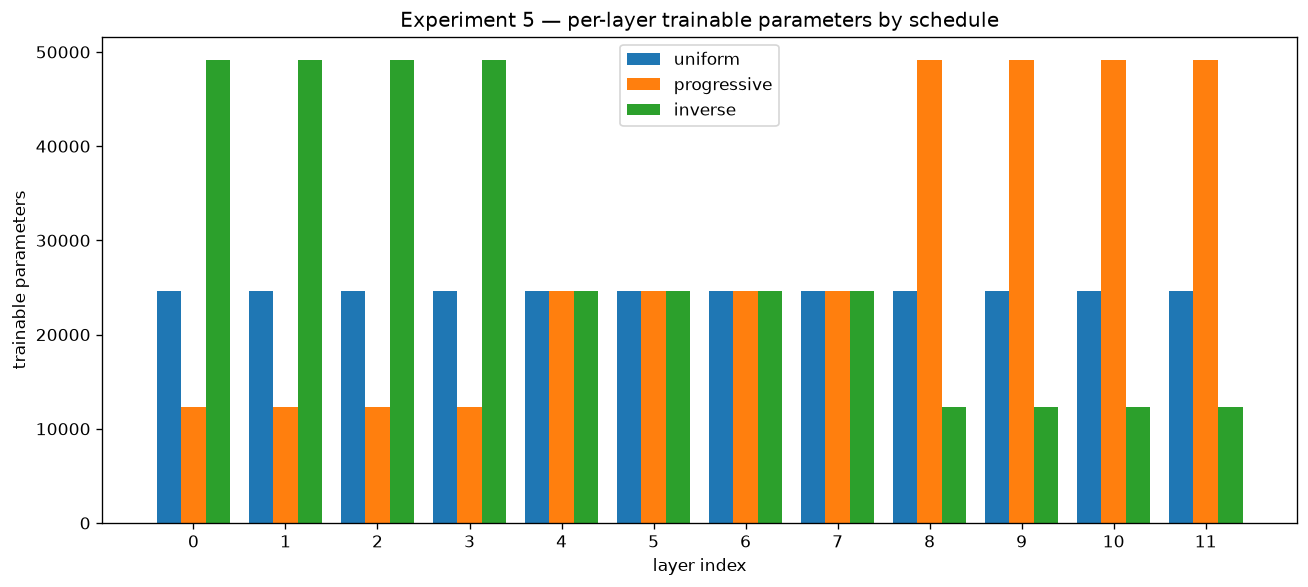 Experiment 5 — per-layer trainable parameters by schedule
uniform
progressive
inverse
50000
40000
30000
20000
10000
0
trainable parameters
0 1 2 3 4 5 6 7 8 9 10 11
layer index